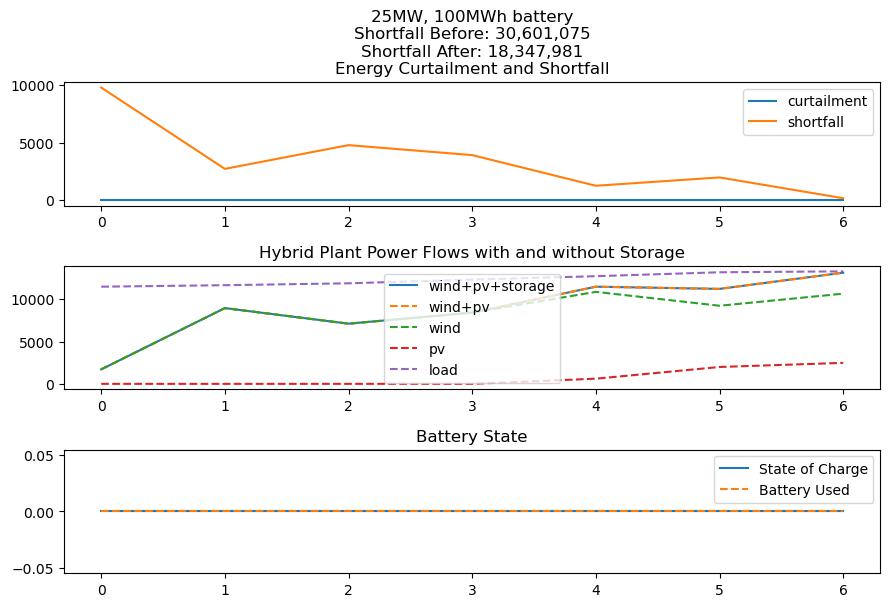 25MW, 100MWh battery
Shortfall Before: 30,601,075
Shortfall After: 18,347,981
Energy Curtailment and Shortfall
10000
5000
0
curtailment
shortfall
0 1 2 3 4 5 6
Hybrid Plant Power Flows with and without Storage
10000
5000
0
wind+pv+storage
wind+pv
wind
pv
load
0 1 2 3 4 5 6
Battery State
0.05
0.00
−0.05
State of Charge
Battery Used
0 1 2 3 4 5 6